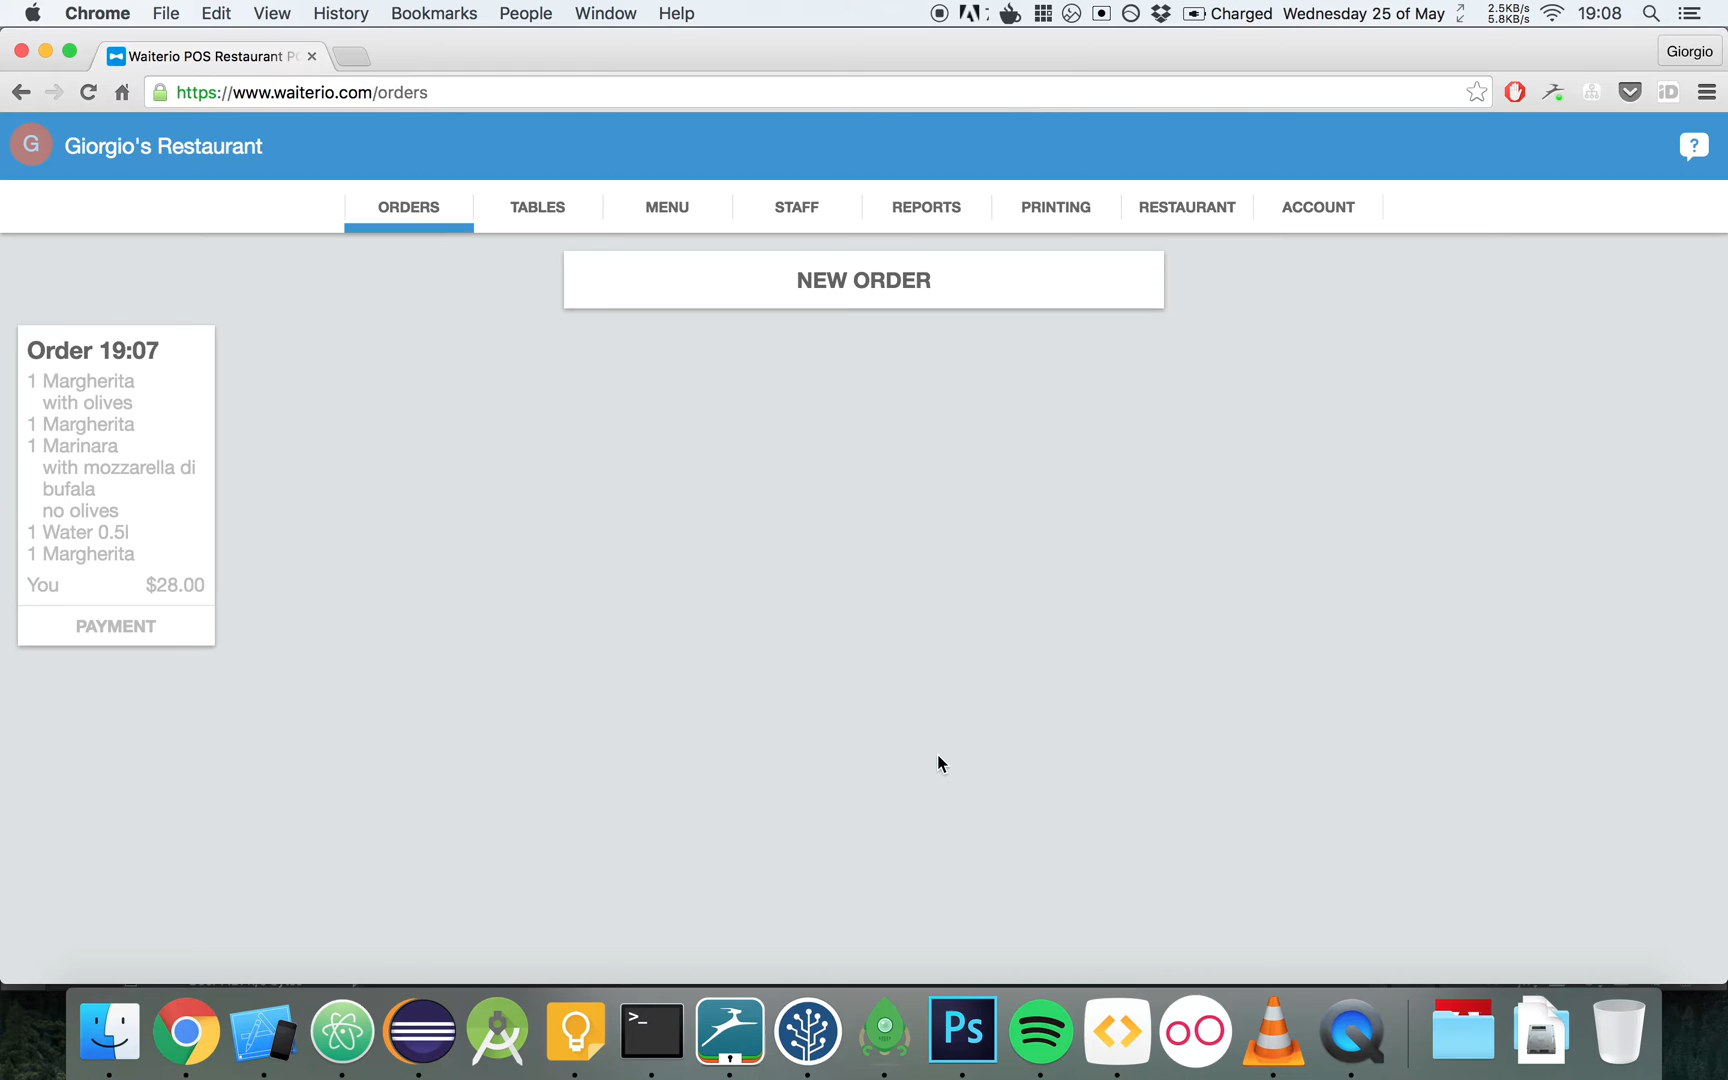 Chrome File Edit View History Bookmarks People Window Help
Charged Wednesday 25 of May 2.5KB/s 5.8KB/s 19:08
Waiterio POS Restaurant P
Giorgio
https://www.waiterio.com/orders
iD
G Giorgio's Restaurant
?
ORDERS TABLES MENU STAFF REPORTS PRINTING RESTAURANT ACCOUNT
NEW ORDER
Order 19:07
1 Margherita
with olives
1 Margherita
1 Marinara
with mozzarella di
bufala
no olives
1 Water 0.5l
1 Margherita
You $28.00
PAYMENT
>_
Ps